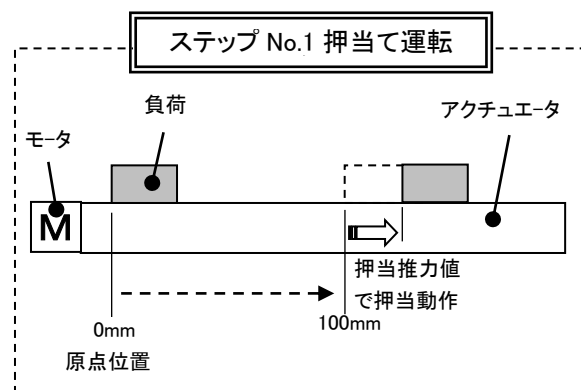 ステップ No.1 押当て運転
負荷
アクチュエータ
モータ
M
押当推力値
で押当動作
0mm
100mm
原点位置